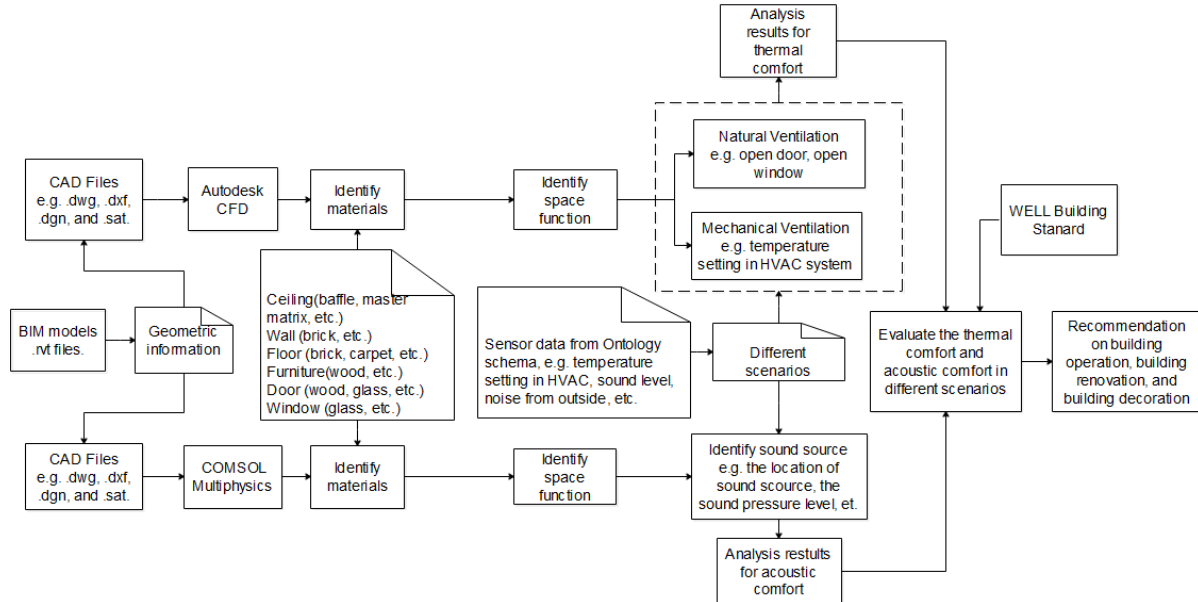 Analysis
results for
thermal
comfort
Natural Ventilation
e.g. open door, open
window
CAD Files
e.g. .dwg, .dxf,
.dgn, and .sat.
Autodesk
CFD
Identify
materials
Identify
space
function
WELL Building
Stanard
Mechanical Ventilation
e.g. temperature
setting in HVAC system
Ceiling(baffle, master
matrix, etc.)
Wall (brick, etc.)
Floor (brick, carpet, etc.)
Furniture(wood, etc.)
Door (wood, glass, etc.)
Window (glass, etc.)
BIM models
.rvt files.
Geometric
information
Sensor data from Ontology
schema, e.g. temperature
setting in HVAC, sound level,
noise from outside, etc.
Different
scenarios
Evaluate the thermal
comfort and
acoustic comfort in
different scenarios
Recommendation
on building
operation, building
renovation, and
building decoration
CAD Files
e.g. .dwg, .dxf,
.dgn, and .sat.
COMSOL
Multiphysics
Identify
materials
Identify
space
function
Identify sound source
e.g. the location of
sound scource, the
sound pressure level, et.
Analysis restults
for acoustic
comfort